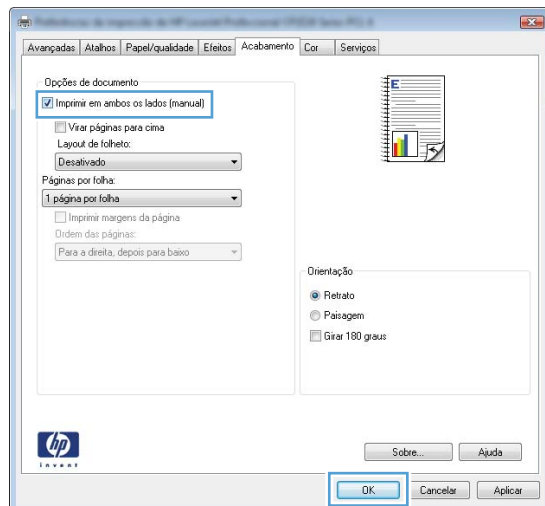 Avançadas Atalhos Papel/qualidade Efeitos Acabamento Cor Serviços
Opções de documento
Imprimir em ambos os lados (manual)
Virar páginas para cima
Layout de folheto:
Desativado
Páginas por folha:
1 página por folha
Imprimir margens da página
Ordem das páginas:
Para a direita, depois para baixo
E
Orientação
Retrato
Paisagem
Girar 180 graus
hp
invent
Sobre... Ajuda
OK Cancelar Aplicar